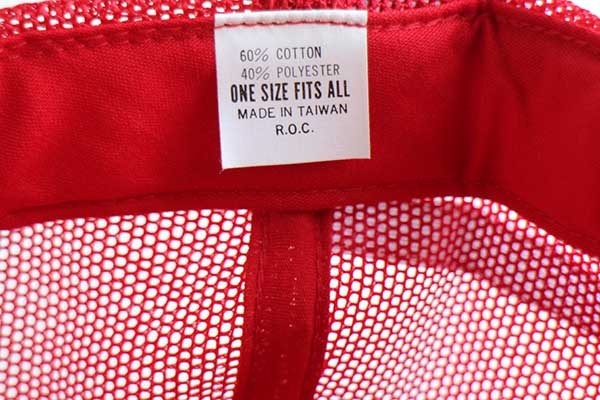 60% COTTON
40% POLYESTER
ONE SIZE FITS ALL
MADE IN TAIWAN
R.O.C.